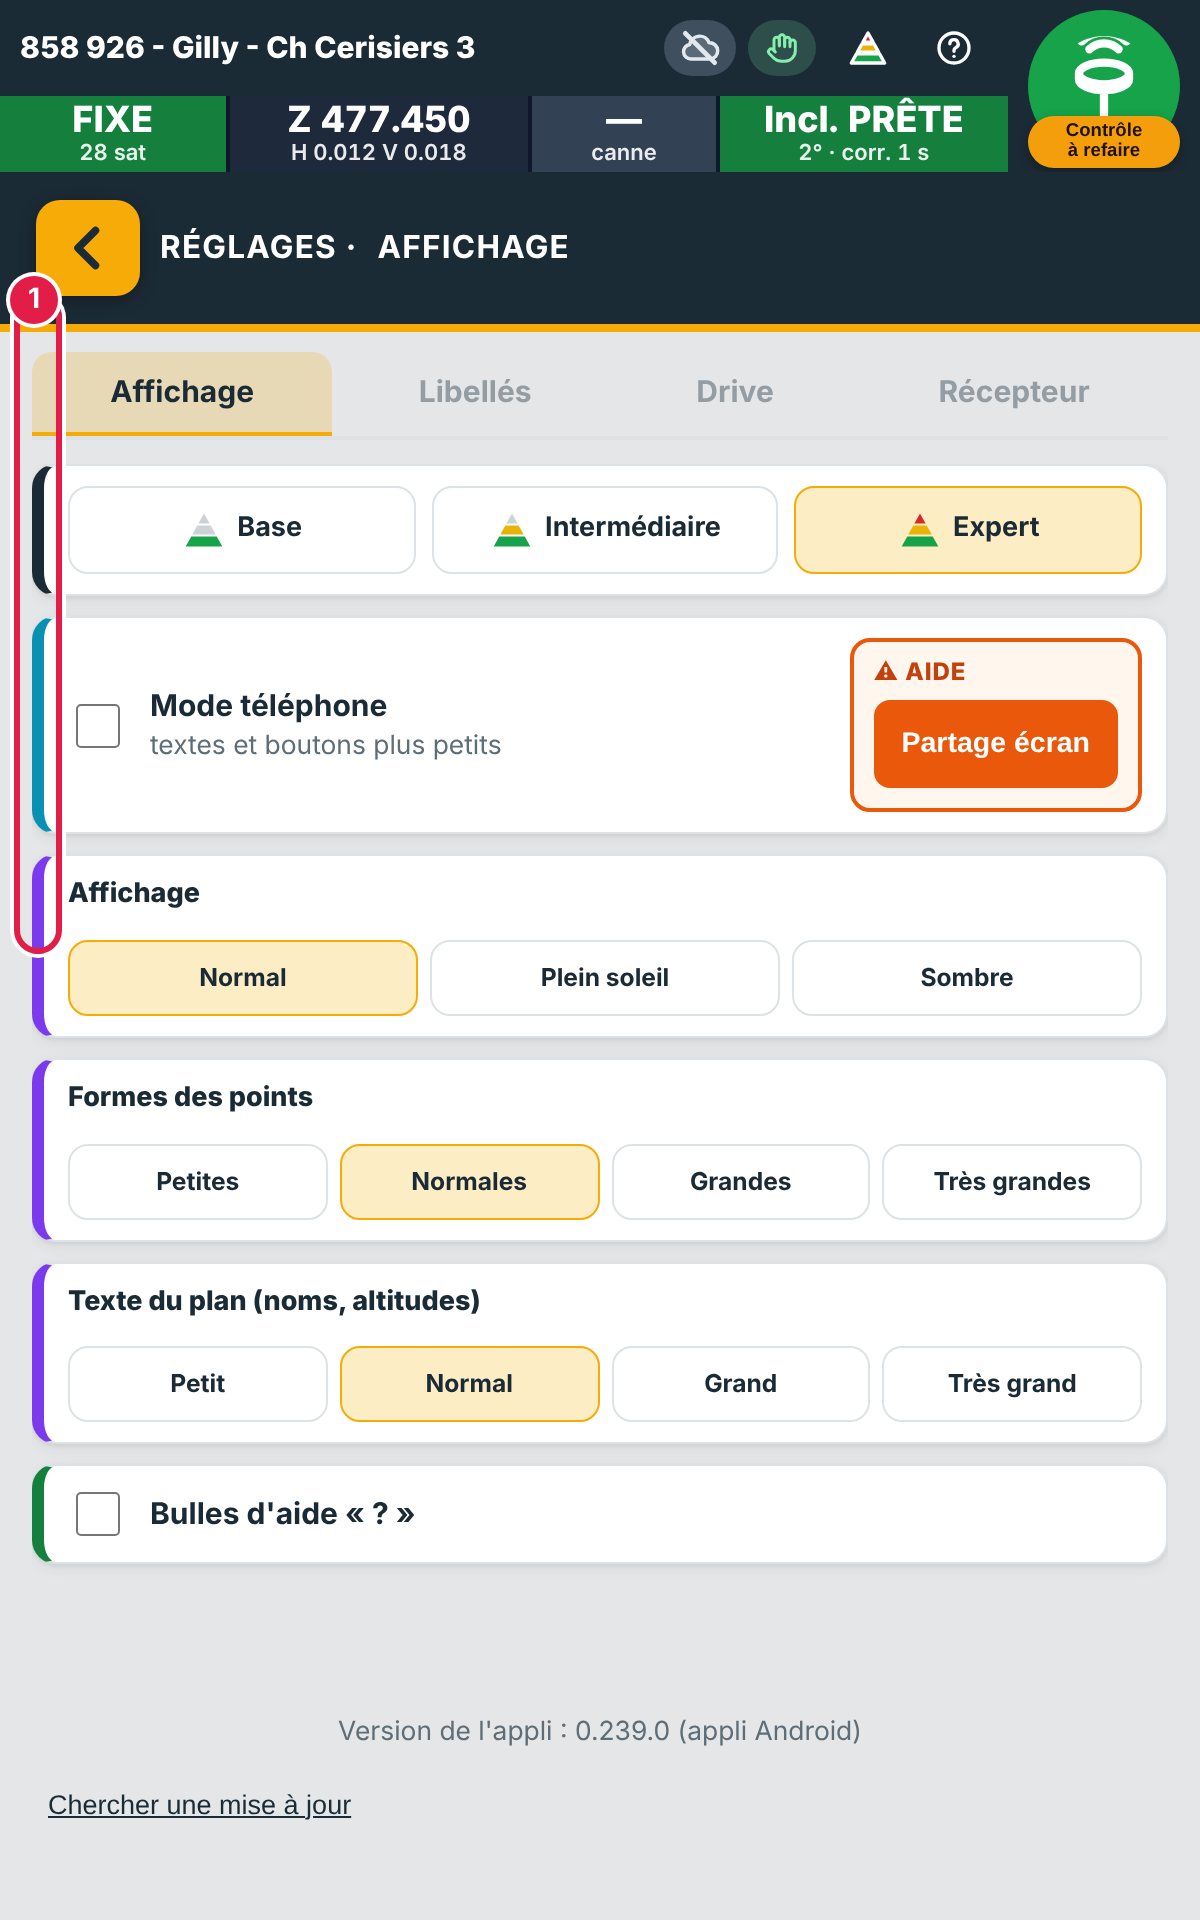 858 926 - Gilly - Ch Cerisiers 3
FIXE
28 sat
Z 477.450
H 0.012 V 0.018
—
canne
Incl. PRÊTE
2° · corr. 1 s
Contrôle
à refaire
RÉGLAGES · AFFICHAGE
1
Affichage
Libellés
Drive
Récepteur
Base
Intermédiaire
Expert
Mode téléphone
textes et boutons plus petits
AIDE
Partage écran
Affichage
Normal
Plein soleil
Sombre
Formes des points
Petites
Normales
Grandes
Très grandes
Texte du plan (noms, altitudes)
Petit
Normal
Grand
Très grand
Bulles d'aide « ? »
Version de l'appli : 0.239.0 (appli Android)
Chercher une mise à jour